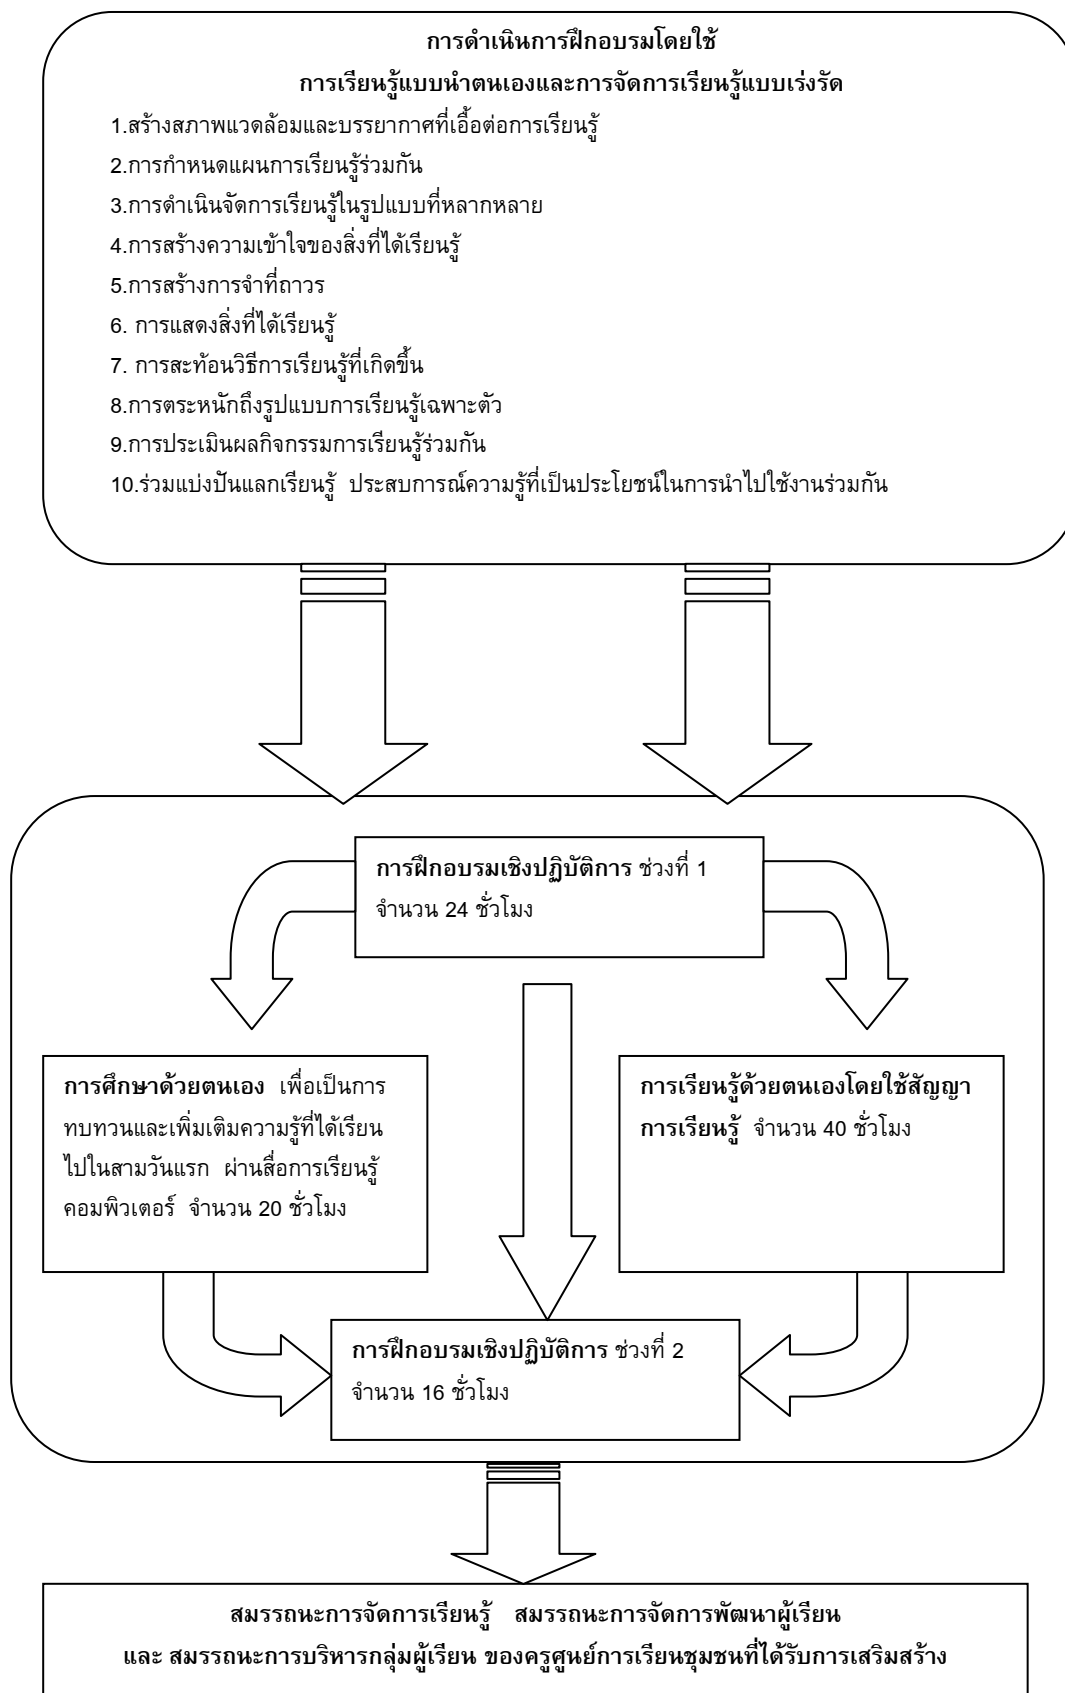 การดำเนินการฝึกอบรมโดยใช้
การเรียนรู้แบบนำตนเองและการจัดการเรียนรู้แบบเร่งรัด
1.สร้างสภาพแวดล้อมและบรรยากาศที่เอื้อต่อการเรียนรู้
2.การกำหนดแผนการเรียนรู้ร่วมกัน
3.การดำเนินจัดการเรียนรู้ในรูปแบบที่หลากหลาย
4.การสร้างความเข้าใจของสิ่งที่ได้เรียนรู้
5.การสร้างการจำที่ถาวร
6. การแสดงสิ่งที่ได้เรียนรู้
7. การสะท้อนวิธีการเรียนรู้ที่เกิดขึ้น
8.การตระหนักถึงรูปแบบการเรียนรู้เฉพาะตัว
9.การประเมินผลกิจกรรมการเรียนรู้ร่วมกัน
10.ร่วมแบ่งปันแลกเรียนรู้ ประสบการณ์ความรู้ที่เป็นประโยชน์ในการนำไปใช้งานร่วมกัน
การฝึกอบรมเชิงปฏิบัติการ ช่วงที่ 1
จำนวน 24 ชั่วโมง
การศึกษาด้วยตนเอง เพื่อเป็นการ
ทบทวนและเพิ่มเติมความรู้ที่ได้เรียน
ไปในสามวันแรก ผ่านสื่อการเรียนรู้
คอมพิวเตอร์ จำนวน 20 ชั่วโมง
การเรียนรู้ด้วยตนเองโดยใช้สัญญา
การเรียนรู้ จำนวน 40 ชั่วโมง
การฝึกอบรมเชิงปฏิบัติการ ช่วงที่ 2
จำนวน 16 ชั่วโมง
สมรรถนะการจัดการเรียนรู้ สมรรถนะการจัดการพัฒนาผู้เรียน
และ สมรรถนะการบริหารกลุ่มผู้เรียน ของครูศูนย์การเรียนชุมชนที่ได้รับการเสริมสร้าง